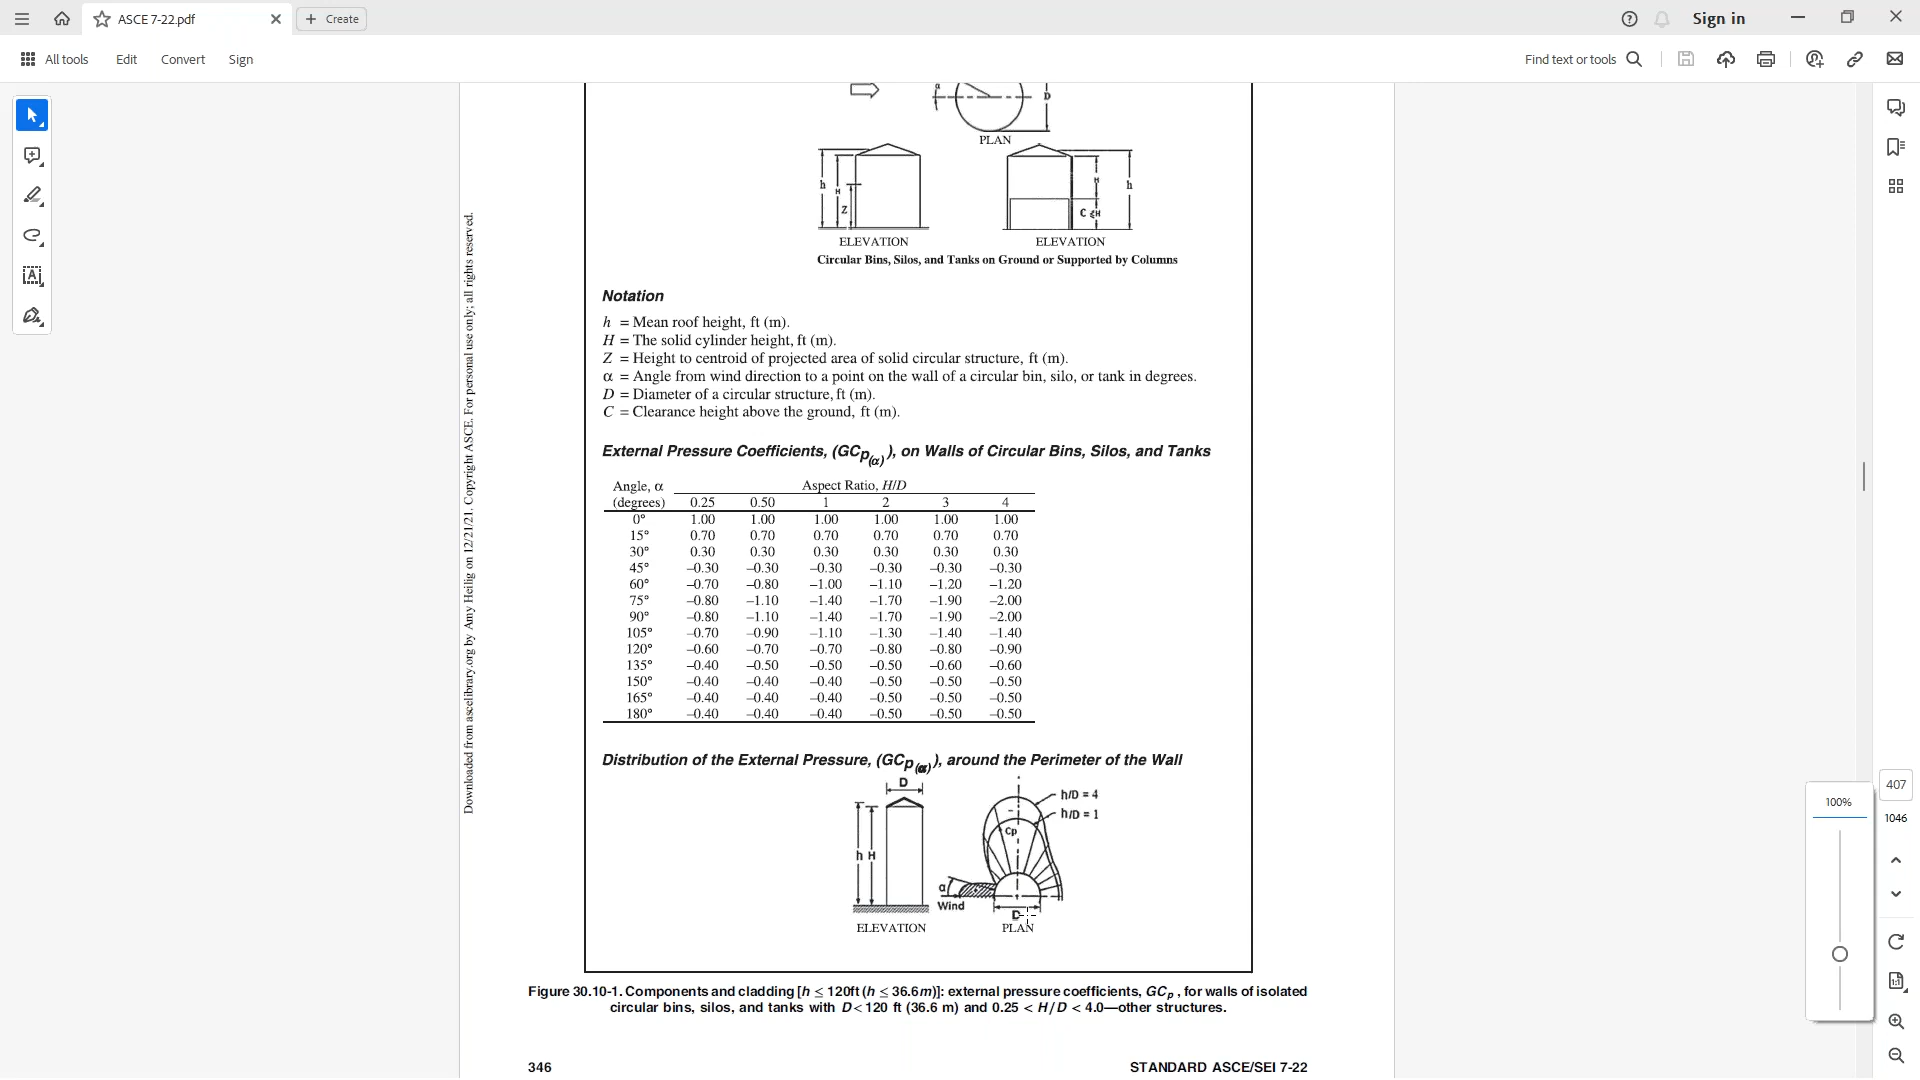 ASCE 7-22.pdf
Create
Sign in
All tools
Edit
Convert
Sign
Find text or tools
α
D
PLAN
h
H
Z
H
h
C ≤H
ELEVATION
ELEVATION
Circular Bins, Silos, and Tanks on Ground or Supported by Columns
Notation
h = Mean roof height, ft (m).
H = The solid cylinder height, ft (m).
Z = Height to centroid of projected area of solid circular structure, ft (m).
α = Angle from wind direction to a point on the wall of a circular bin, silo, or tank in degrees.
D = Diameter of a circular structure, ft (m).
C = Clearance height above the ground, ft (m).
External Pressure Coefficients, (GCp(α)), on Walls of Circular Bins, Silos, and Tanks
Angle, α Aspect Ratio, H/D
(degrees) 0.25 0.50 1 2 3 4
0° 1.00 1.00 1.00 1.00 1.00 1.00
15° 0.70 0.70 0.70 0.70 0.70 0.70
30° 0.30 0.30 0.30 0.30 0.30 0.30
45° –0.30 –0.30 –0.30 –0.30 –0.30 –0.30
60° –0.70 –0.80 –1.00 –1.10 –1.20 –1.20
75° –0.80 –1.10 –1.40 –1.70 –1.90 –2.00
90° –0.80 –1.10 –1.40 –1.70 –1.90 –2.00
105° –0.70 –0.90 –1.10 –1.30 –1.40 –1.40
120° –0.60 –0.70 –0.70 –0.80 –0.80 –0.90
135° –0.40 –0.50 –0.50 –0.50 –0.60 –0.60
150° –0.40 –0.40 –0.40 –0.50 –0.50 –0.50
165° –0.40 –0.40 –0.40 –0.50 –0.50 –0.50
180° –0.40 –0.40 –0.40 –0.50 –0.50 –0.50
Distribution of the External Pressure, (GCp(α)), around the Perimeter of the Wall
D
h/D = 4
h/D = 1
Cp
h H
α
Wind
D
ELEVATION
PLAN
Figure 30.10-1. Components and cladding [h ≤ 120ft (h ≤ 36.6m)]: external pressure coefficients, GCp, for walls of isolated
circular bins, silos, and tanks with D< 120 ft (36.6 m) and 0.25 < H/D < 4.0—other structures.
346
STANDARD ASCE/SEI 7-22
Downloaded from ascelibrary.org by Amy Heilig on 12/21/21. Copyright ASCE. For personal use only; all rights reserved.
407
1046
100%
1:1